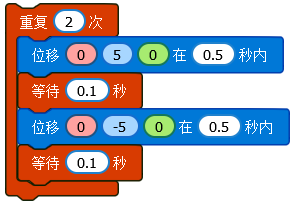 重复 2 次
位移 0 5 0 在 0.5 秒内
等待 0.1 秒
位移 0 -5 0 在 0.5 秒内
等待 0.1 秒